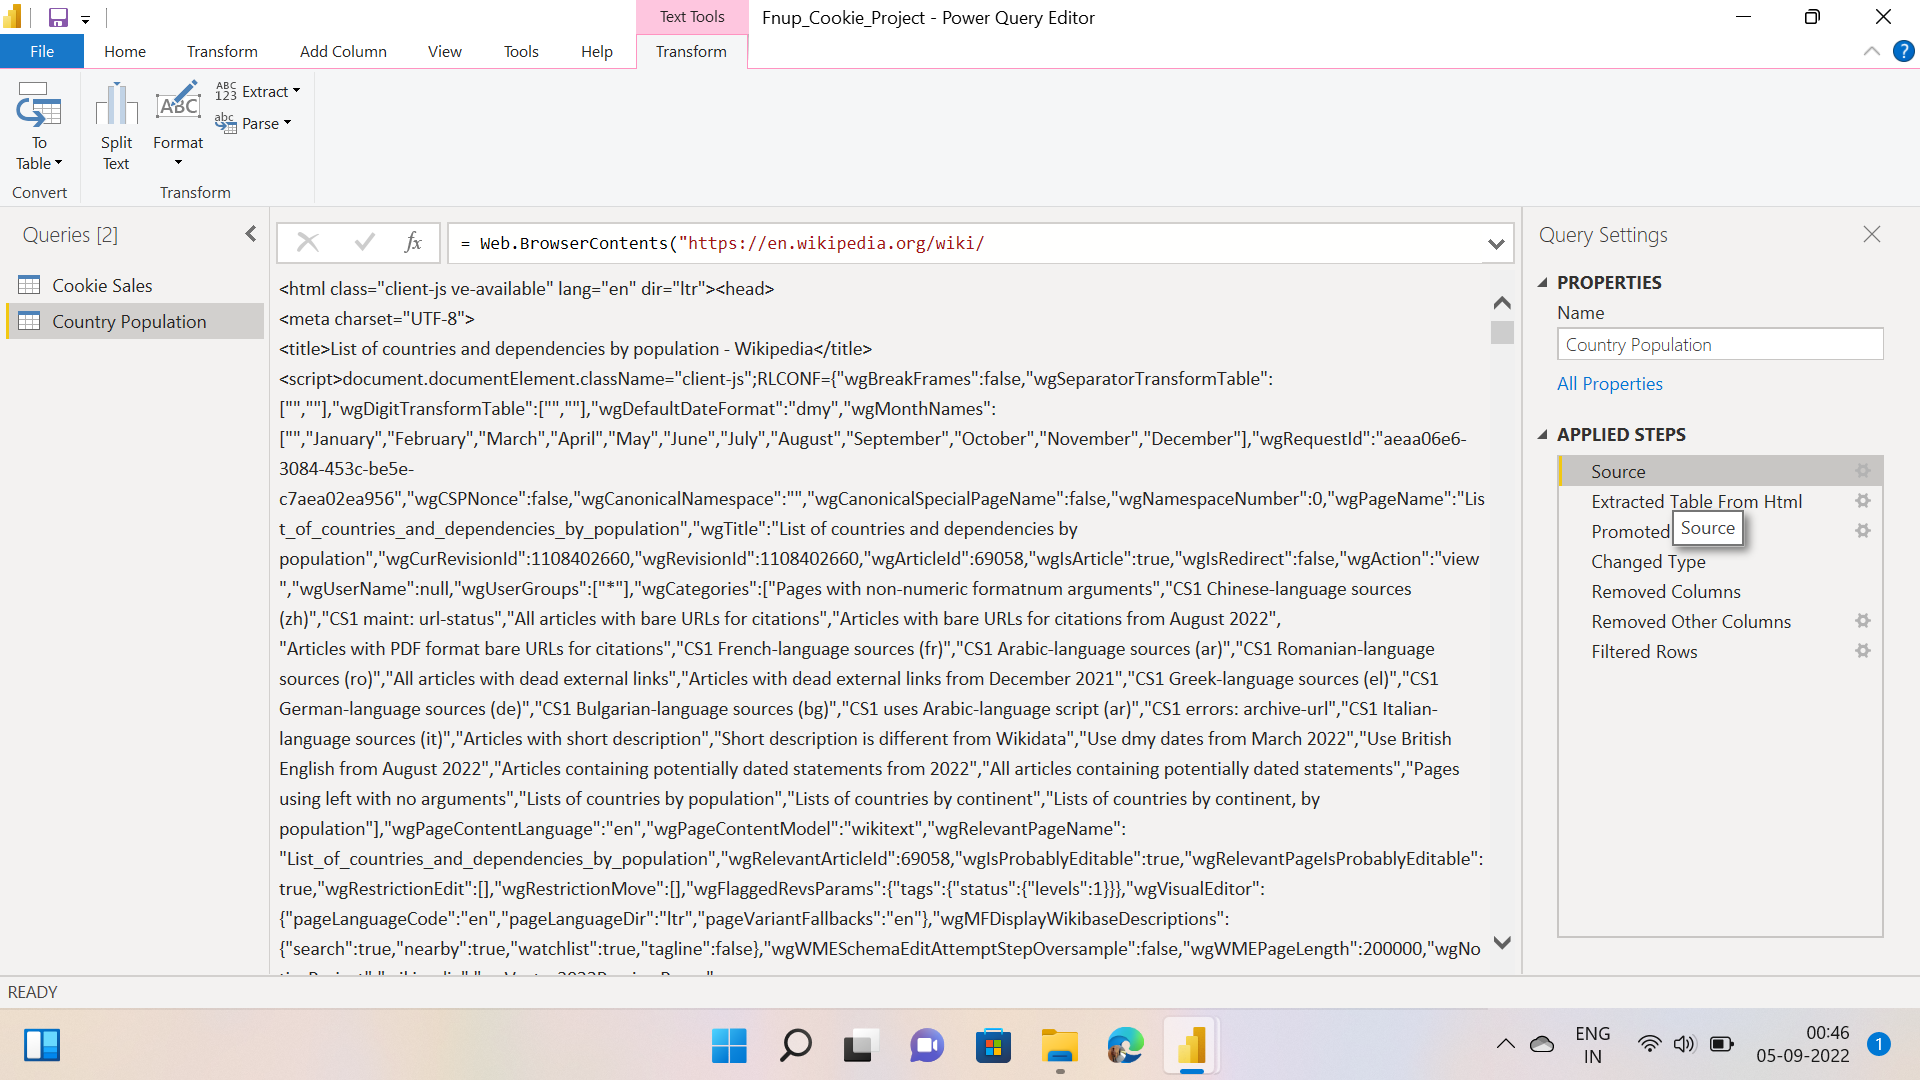 Text Tools
Fnup_Cookie_Project - Power Query Editor
File
Home
Transform
Add Column
View
Tools
Help
Transform
?
To
Table
Split
Text
ABC
Format
ABC
123
Extract
abc
Parse
Convert
Transform
Queries [2]
Cookie Sales
Country Population
fx
= Web.BrowserContents("https://en.wikipedia.org/wiki/
<html class="client-js ve-available" lang="en" dir="ltr"><head>
<meta charset="UTF-8">
<title>List of countries and dependencies by population - Wikipedia</title>
<script>document.documentElement.className="client-js";RLCONF={"wgBreakFrames":false,"wgSeparatorTransformTable":
["",""],"wgDigitTransformTable":["",""],"wgDefaultDateFormat":"dmy","wgMonthNames":
["","January","February","March","April","May","June","July","August","September","October","November","December"],"wgRequestId":"aeaa06e6-
3084-453c-be5e-
c7aea02ea956","wgCSPNonce":false,"wgCanonicalNamespace":"","wgCanonicalSpecialPageName":false,"wgNamespaceNumber":0,"wgPageName":"Lis
t_of_countries_and_dependencies_by_population","wgTitle":"List of countries and dependencies by
population","wgCurRevisionId":1108402660,"wgRevisionId":1108402660,"wgArticleId":69058,"wgIsArticle":true,"wgIsRedirect":false,"wgAction":"view
","wgUserName":null,"wgUserGroups":["*"],"wgCategories":["Pages with non-numeric formatnum arguments","CS1 Chinese-language sources
(zh)","CS1 maint: url-status","All articles with bare URLs for citations","Articles with bare URLs for citations from August 2022",
"Articles with PDF format bare URLs for citations","CS1 French-language sources (fr)","CS1 Arabic-language sources (ar)","CS1 Romanian-language
sources (ro)","All articles with dead external links","Articles with dead external links from December 2021","CS1 Greek-language sources (el)","CS1
German-language sources (de)","CS1 Bulgarian-language sources (bg)","CS1 uses Arabic-language script (ar)","CS1 errors: archive-url","CS1 Italian-
language sources (it)","Articles with short description","Short description is different from Wikidata","Use dmy dates from March 2022","Use British
English from August 2022","Articles containing potentially dated statements from 2022","All articles containing potentially dated statements","Pages
using left with no arguments","Lists of countries by population","Lists of countries by continent","Lists of countries by continent, by
population"],"wgPageContentLanguage":"en","wgPageContentModel":"wikitext","wgRelevantPageName":
"List_of_countries_and_dependencies_by_population","wgRelevantArticleId":69058,"wgIsProbablyEditable":true,"wgRelevantPageIsProbablyEditable":
true,"wgRestrictionEdit":[],"wgRestrictionMove":[],"wgFlaggedRevsParams":{"tags":{"status":{"levels":1}}},"wgVisualEditor":
{"pageLanguageCode":"en","pageLanguageDir":"ltr","pageVariantFallbacks":"en"},"wgMFDisplayWikibaseDescriptions":
{"search":true,"nearby":true,"watchlist":true,"tagline":false},"wgWMESchemaEditAttemptStepOversample":false,"wgWMEPageLength":200000,"wgNo
Query Settings
PROPERTIES
Name
Country Population
All Properties
APPLIED STEPS
Source
Extracted Table From Html
Promoted
Source
Changed Type
Removed Columns
Removed Other Columns
Filtered Rows
READY
ENG
IN
00:46
05-09-2022
1